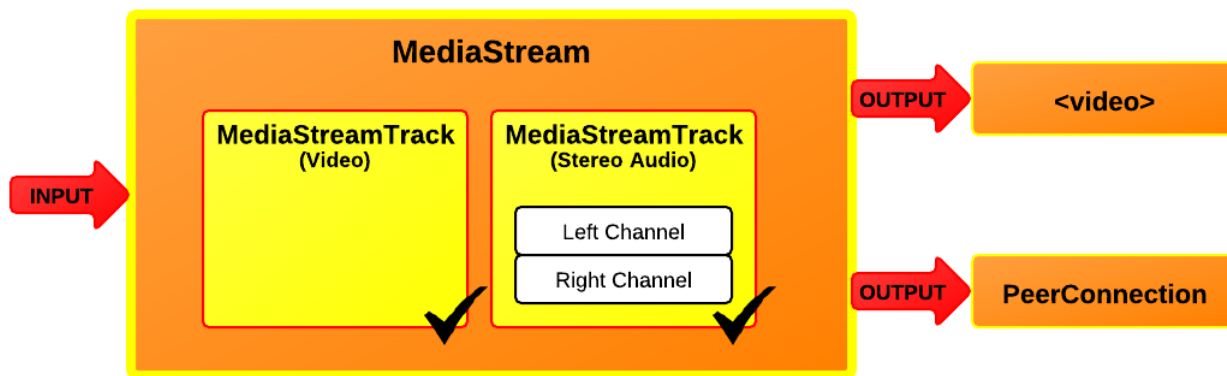 MediaStream
MediaStreamTrack
(Video)
MediaStreamTrack
(Stereo Audio)
Left Channel
Right Channel
INPUT
OUTPUT
<video>
OUTPUT
PeerConnection